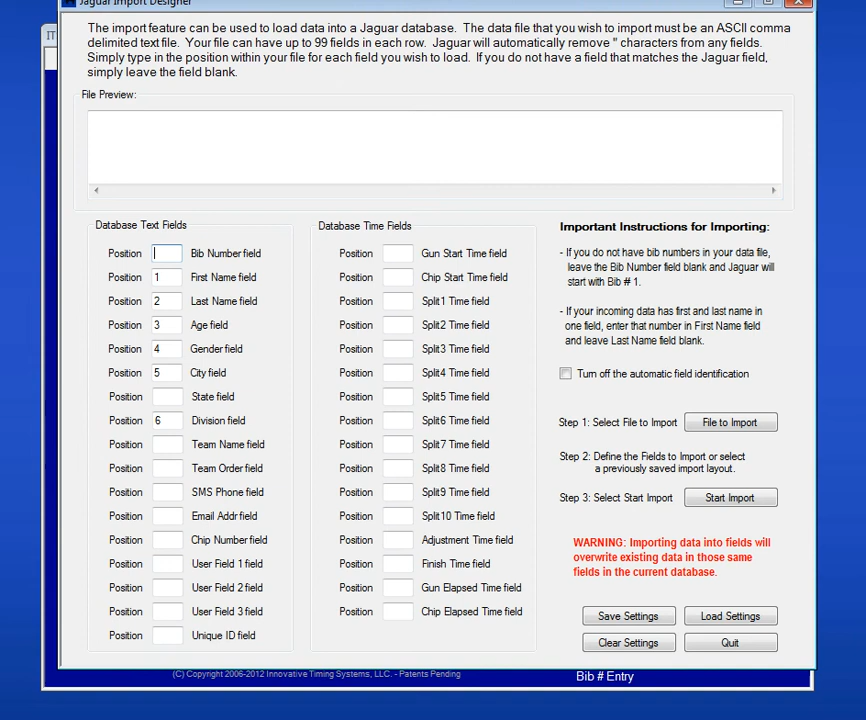 Jaguar Import Designer
IT
The import feature can be used to load data into a Jaguar database. The data file that you wish to import must be an ASCII comma
delimited text file. Your file can have up to 99 fields in each row. Jaguar will automatically remove " characters from any fields.
Simply type in the position within your file for each field you wish to load. If you do not have a field that matches the Jaguar field,
simply leave the field blank.
File Preview:
Database Text Fields
Position Bib Number field
Position 1 First Name field
Position 2 Last Name field
Position 3 Age field
Position 4 Gender field
Position 5 City field
Position State field
Position 6 Division field
Position Team Name field
Position Team Order field
Position SMS Phone field
Position Email Addr field
Position Chip Number field
Position User Field 1 field
Position User Field 2 field
Position User Field 3 field
Position Unique ID field
Database Time Fields
Position Gun Start Time field
Position Chip Start Time field
Position Split1 Time field
Position Split2 Time field
Position Split3 Time field
Position Split4 Time field
Position Split5 Time field
Position Split6 Time field
Position Split7 Time field
Position Split8 Time field
Position Split9 Time field
Position Split10 Time field
Position Adjustment Time field
Position Finish Time field
Position Gun Elapsed Time field
Position Chip Elapsed Time field
Important Instructions for Importing:
- If you do not have bib numbers in your data file,
leave the Bib Number field blank and Jaguar will
start with Bib # 1.
- If your incoming data has first and last name in
one field, enter that number in First Name field
and leave Last Name field blank.
Turn off the automatic field identification
Step 1: Select File to Import File to Import
Step 2: Define the Fields to Import or select
a previously saved import layout.
Step 3: Select Start Import Start Import
WARNING: Importing data into fields will
overwrite existing data in those same
fields in the current database.
Save Settings Load Settings
Clear Settings Quit
(C) Copyright 2006-2012 Innovative Timing Systems, LLC. - Patents Pending
Bib # Entry